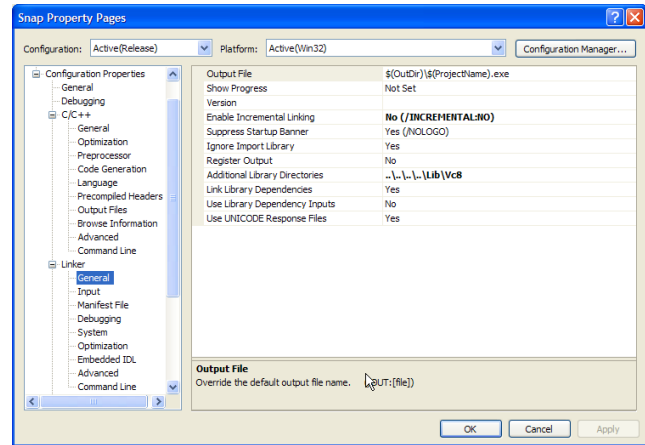 Snap Property Pages
Configuration: Active(Release) Platform: Active(Win32) Configuration Manager...
Configuration Properties
General
Debugging
C/C++
General
Optimization
Preprocessor
Code Generation
Language
Precompiled Headers
Output Files
Browse Information
Advanced
Command Line
Linker
General
Input
Manifest File
Debugging
System
Optimization
Embedded IDL
Advanced
Command Line
Output File $(OutDir)\$(ProjectName).exe
Show Progress Not Set
Version
Enable Incremental Linking No (/INCREMENTAL:NO)
Suppress Startup Banner Yes (/NOLOGO)
Ignore Import Library Yes
Register Output No
Additional Library Directories ..\..\..\..\Lib\Vc8
Link Library Dependencies Yes
Use Library Dependency Inputs No
Use UNICODE Response Files Yes
Output File
Override the default output file name. UT:[file])
OK Cancel Apply